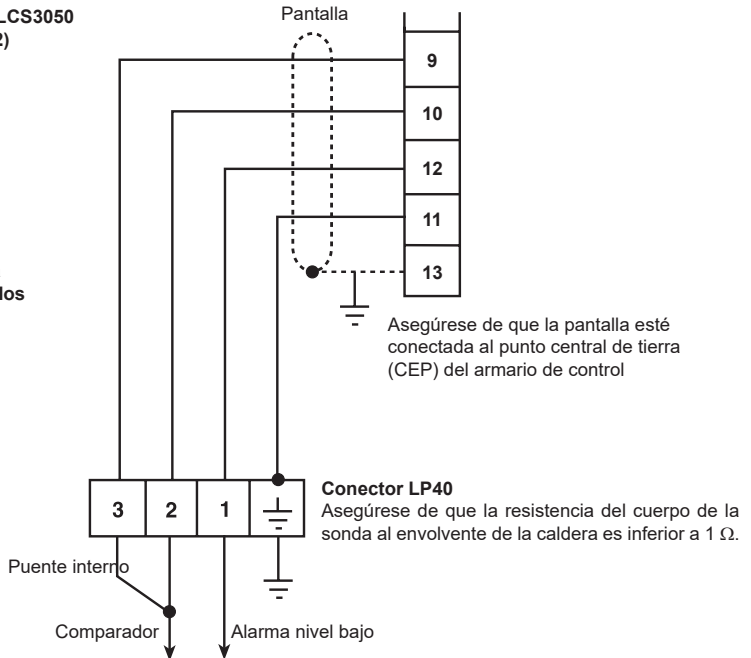 LCS3050
2)
Pantalla
9
10
12
11
13
los
Asegúrese de que la pantalla esté
conectada al punto central de tierra
(CEP) del armario de control
3
2
1
Conector LP40
Asegúrese de que la resistencia del cuerpo de la
sonda al envolvente de la caldera es inferior a 1 Ω.
Puente interno
Comparador
Alarma nivel bajo